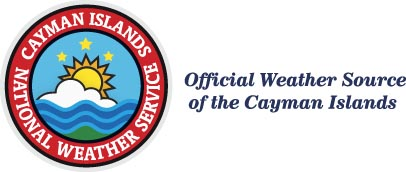 CAYMAN ISLANDS
NATIONAL WEATHER SERVICE
Official Weather Source
of the Cayman Islands